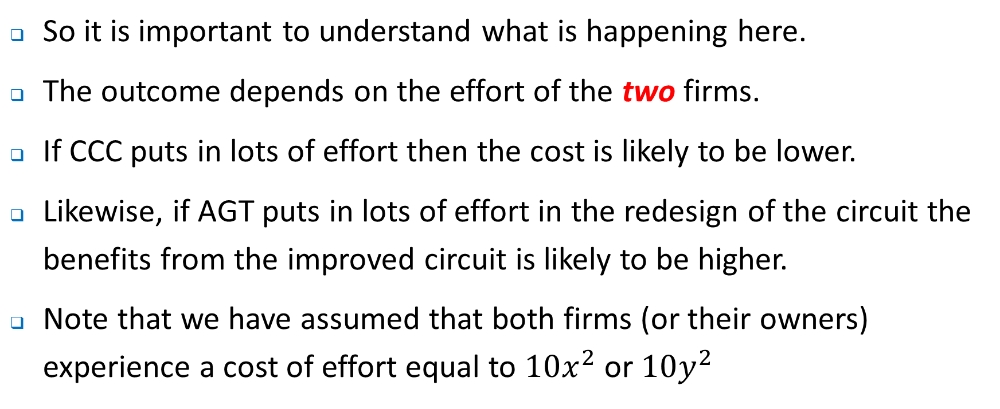 ❑ So it is important to understand what is happening here.
❑ The outcome depends on the effort of the two firms.
❑ If CCC puts in lots of effort then the cost is likely to be lower.
❑ Likewise, if AGT puts in lots of effort in the redesign of the circuit the
benefits from the improved circuit is likely to be higher.
❑ Note that we have assumed that both firms (or their owners)
experience a cost of effort equal to 10x² or 10y²